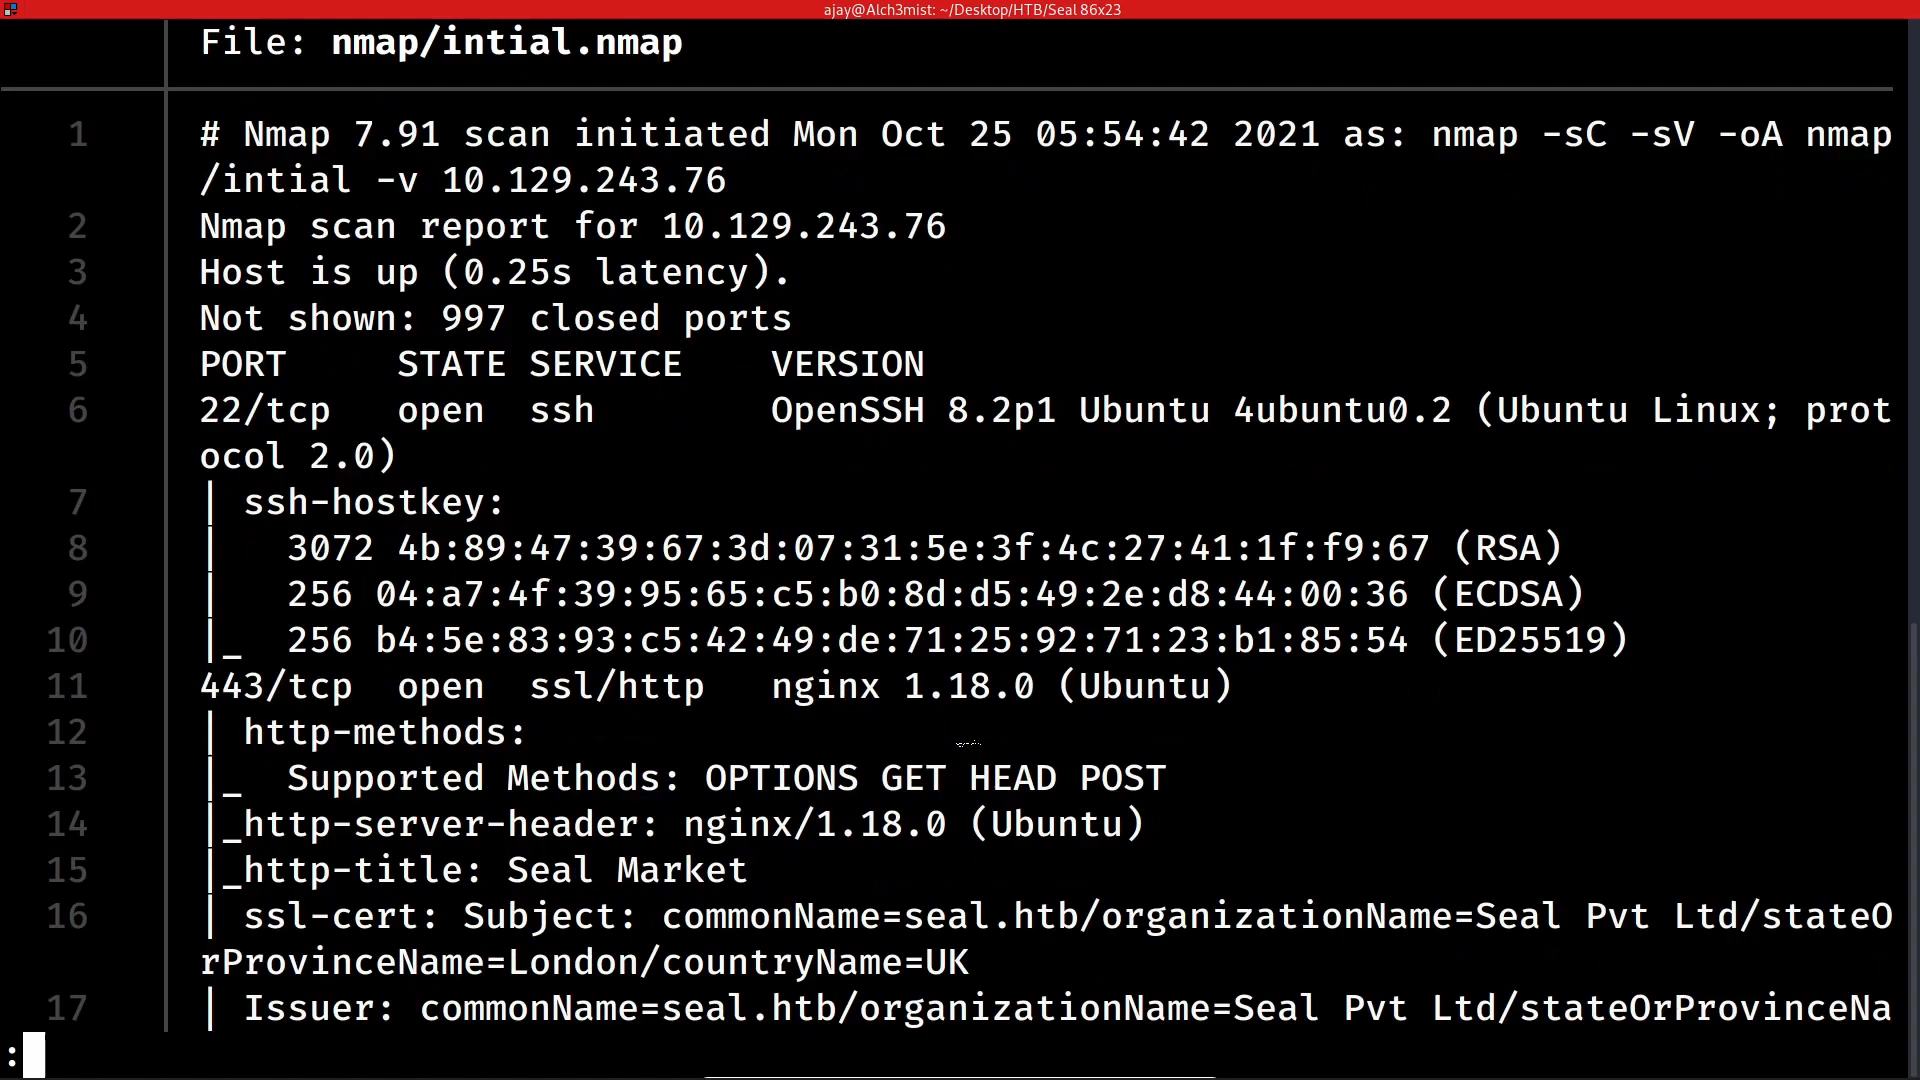 ajay@Alch3mist: ~/Desktop/HTB/Seal 86x23
File: nmap/intial.nmap
1 # Nmap 7.91 scan initiated Mon Oct 25 05:54:42 2021 as: nmap -sC -sV -oA nmap
/intial -v 10.129.243.76
2 Nmap scan report for 10.129.243.76
3 Host is up (0.25s latency).
4 Not shown: 997 closed ports
5 PORT     STATE SERVICE    VERSION
6 22/tcp   open  ssh        OpenSSH 8.2p1 Ubuntu 4ubuntu0.2 (Ubuntu Linux; prot
ocol 2.0)
7 | ssh-hostkey:
8 |   3072 4b:89:47:39:67:3d:07:31:5e:3f:4c:27:41:1f:f9:67 (RSA)
9 |   256 04:a7:4f:39:95:65:c5:b0:8d:d5:49:2e:d8:44:00:36 (ECDSA)
10 |_  256 b4:5e:83:93:c5:42:49:de:71:25:92:71:23:b1:85:54 (ED25519)
11 443/tcp  open  ssl/http   nginx 1.18.0 (Ubuntu)
12 | http-methods:
13 |_  Supported Methods: OPTIONS GET HEAD POST
14 |_http-server-header: nginx/1.18.0 (Ubuntu)
15 |_http-title: Seal Market
16 | ssl-cert: Subject: commonName=seal.htb/organizationName=Seal Pvt Ltd/stateO
rProvinceName=London/countryName=UK
17 | Issuer: commonName=seal.htb/organizationName=Seal Pvt Ltd/stateOrProvinceNa
: